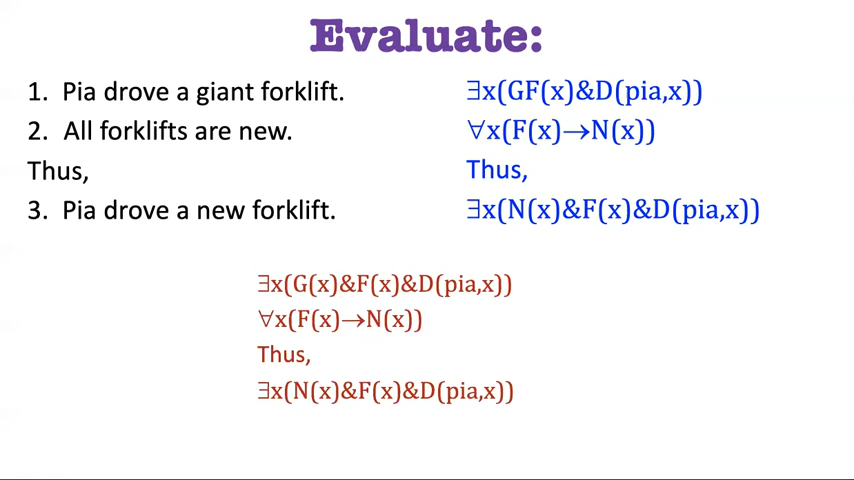 Evaluate:
1. Pia drove a giant forklift.
∃x(GF(x)&D(pia,x))
2. All forklifts are new.
∀x(F(x)→N(x))
Thus,
Thus,
3. Pia drove a new forklift.
∃x(N(x)&F(x)&D(pia,x))
∃x(G(x)&F(x)&D(pia,x))
∀x(F(x)→N(x))
Thus,
∃x(N(x)&F(x)&D(pia,x))